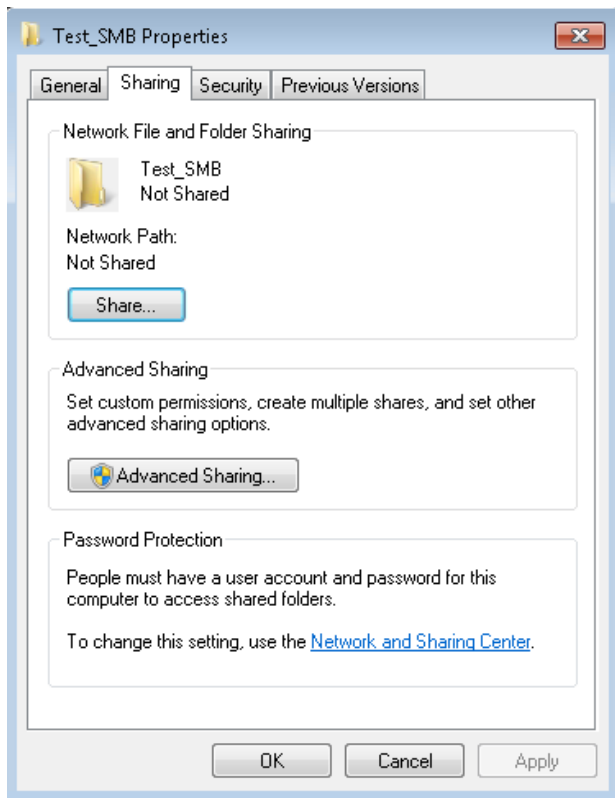 Test_SMB Properties
General
Sharing
Security
Previous Versions
Network File and Folder Sharing
Test_SMB
Not Shared
Network Path:
Not Shared
Share...
Advanced Sharing
Set custom permissions, create multiple shares, and set other
advanced sharing options.
Advanced Sharing...
Password Protection
People must have a user account and password for this
computer to access shared folders.
To change this setting, use the Network and Sharing Center.
OK
Cancel
Apply